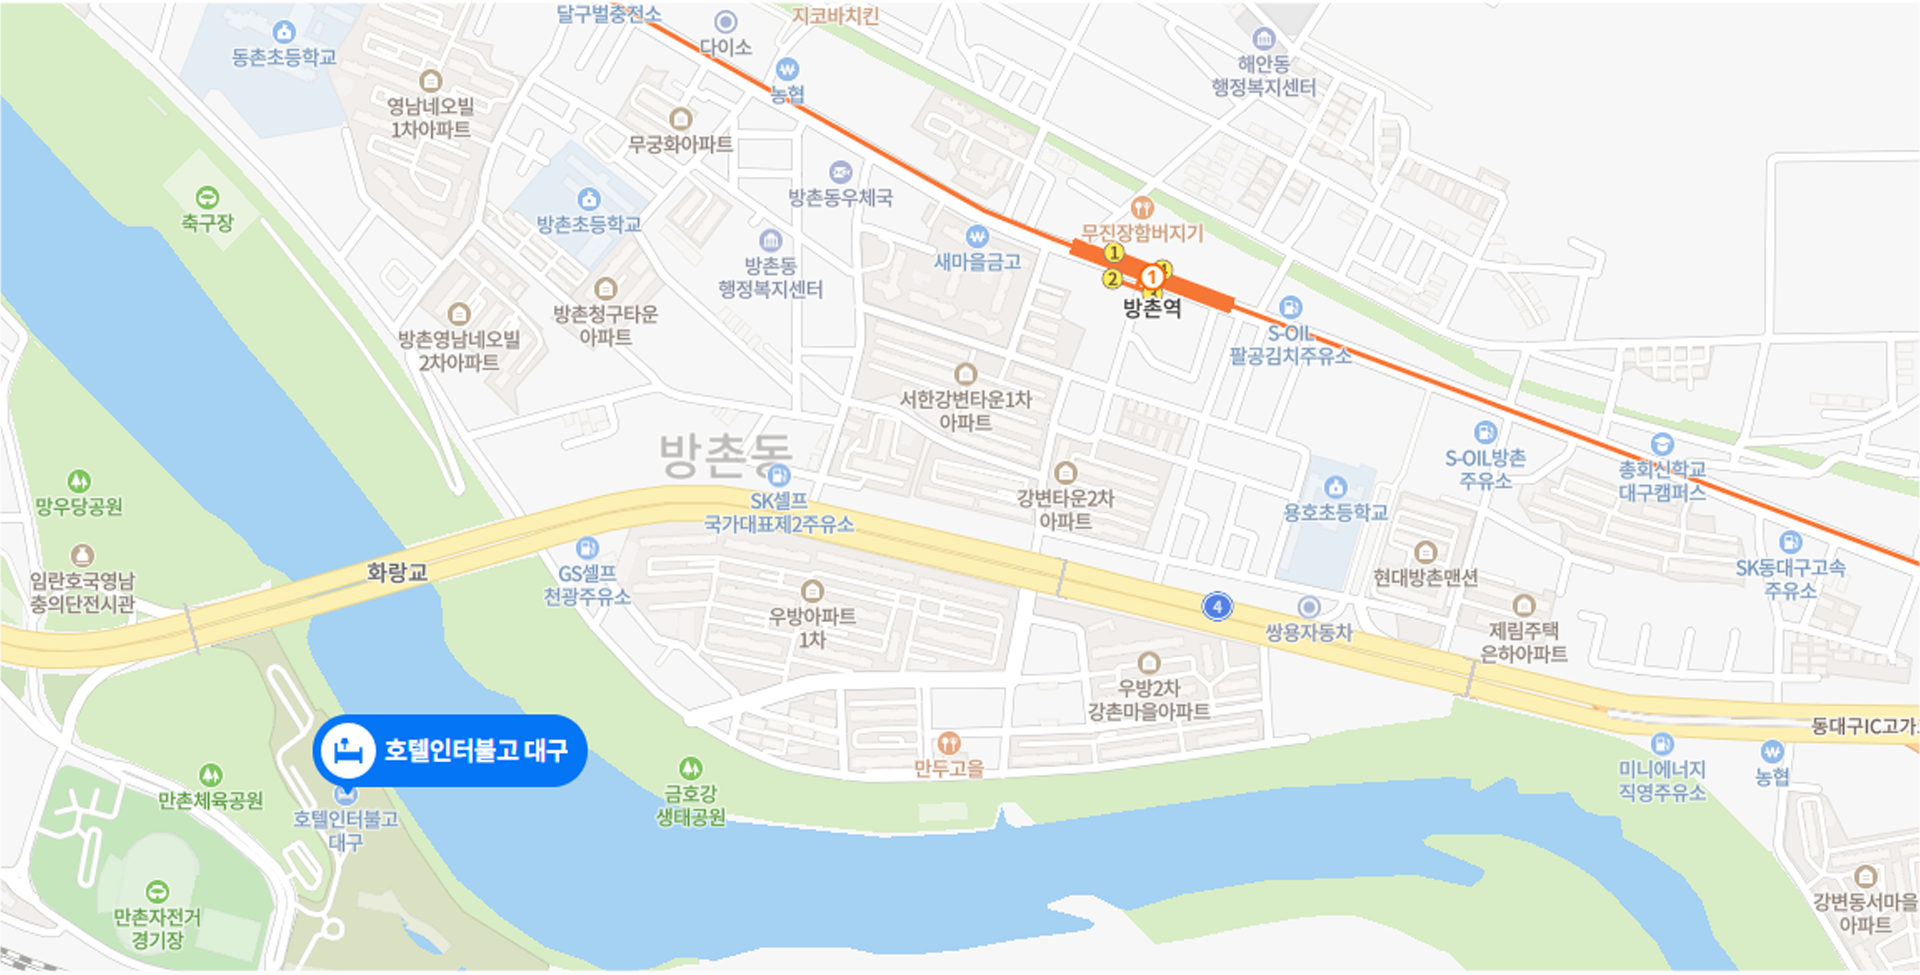 달구벌충전소
지코바치킨
다이소
동촌초등학교
해안동
행정복지센터
농협
영남네오빌
1차아파트
무궁화아파트
방촌동우체국
축구장
방촌초등학교
무진장함버지기
새마을금고
1
2
4
1
3
방촌역
방촌동
행정복지센터
방촌청구타운
아파트
방촌영남네오빌
2차아파트
S-OIL
팔공김치주유소
서한강변타운1차
아파트
방촌동
S-OIL방촌
주유소
총회신학교
대구캠퍼스
망우당공원
SK셀프
국가대표제2주유소
강변타운2차
아파트
용호초등학교
화랑교
임란호국영남
충의단전시관
GS셀프
천광주유소
현대방촌맨션
SK동대구고속
주유소
우방아파트
1차
4
쌍용자동차
제림주택
은하아파트
우방2차
강촌마을아파트
동대구IC고가
호텔인터불고 대구
만두고을
미니에너지
직영주유소
농협
만촌체육공원
금호강
생태공원
호텔인터불고
대구
만촌자전거
경기장
강변동서마을
아파트